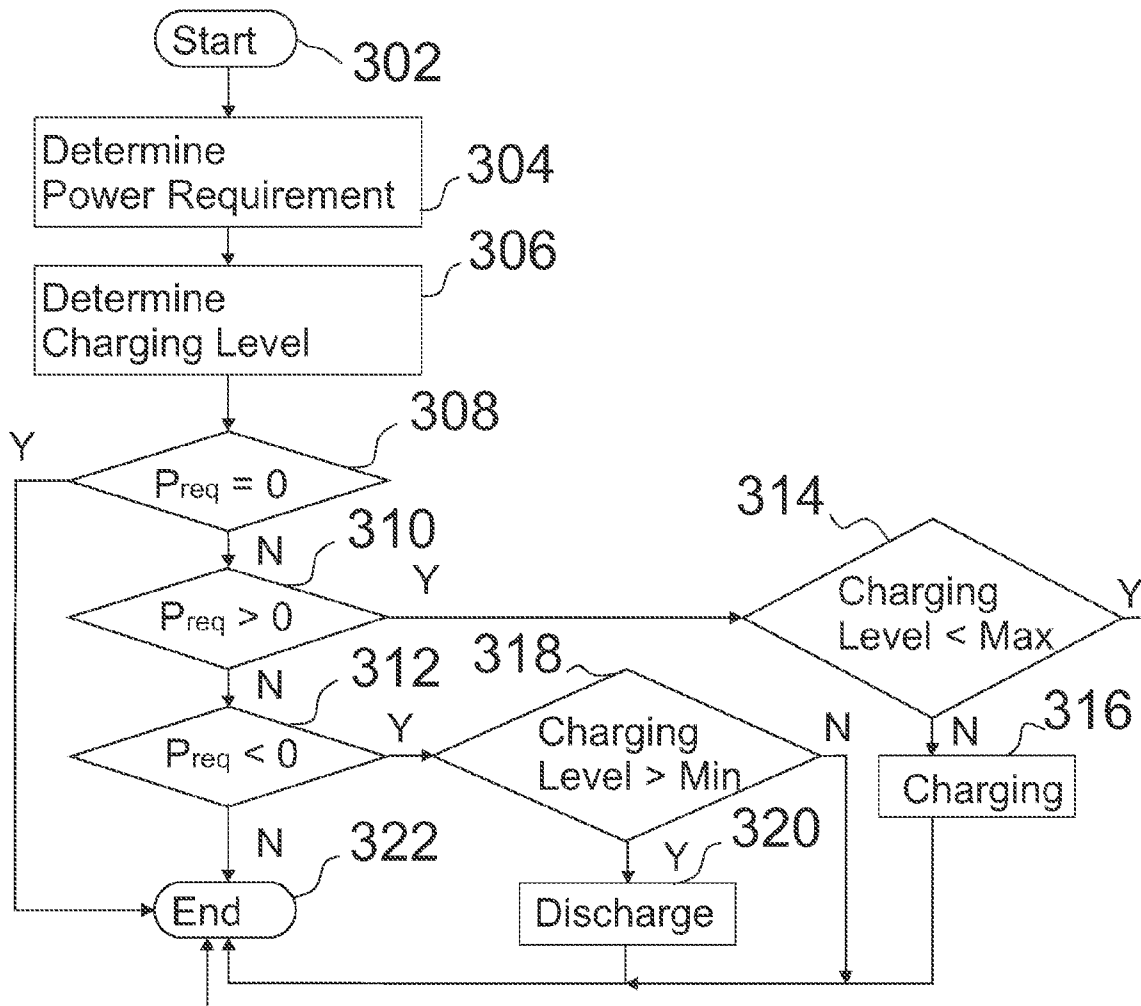 Start
302
Determine
Power Requirement
304
306
Determine
Charging Level
308
Y
Preq = 0
N
310
Preq > 0
Y
314
Charging
Level < Max
Y
N
312
Preq < 0
Y
318
Charging
Level > Min
N
N
316
Charging
N
322
End
Y
320
Discharge